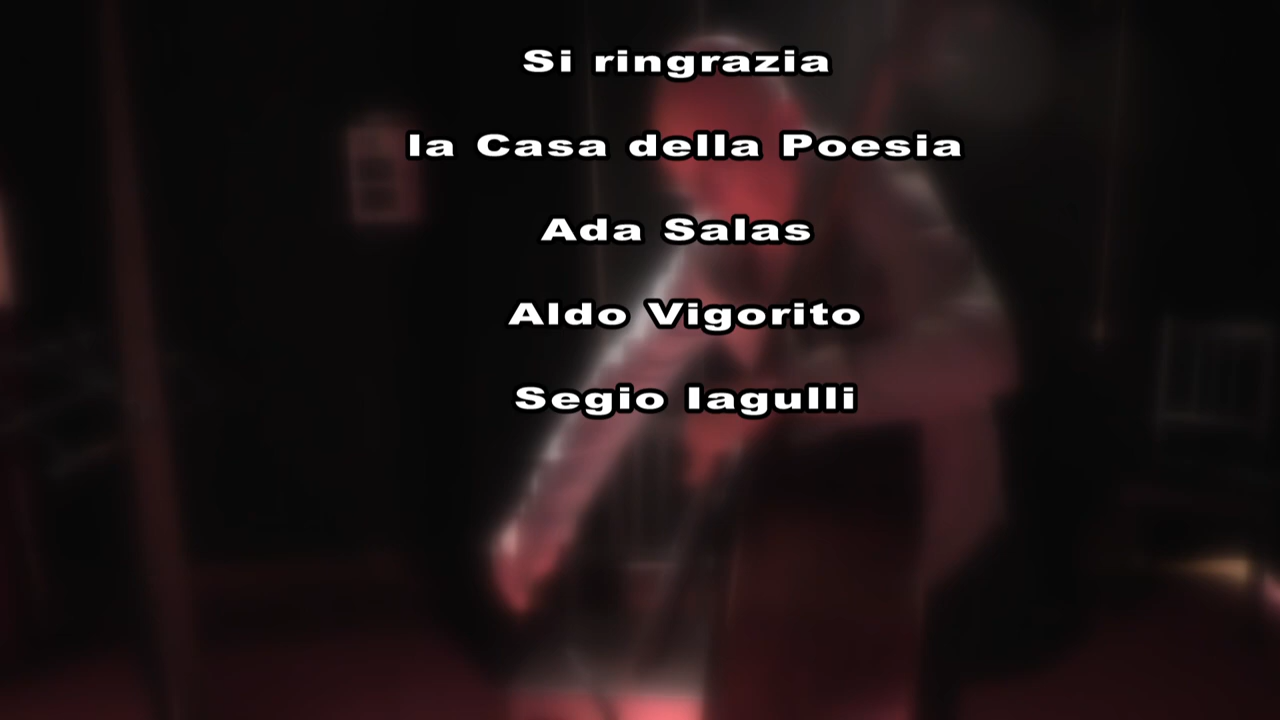 Si ringrazia
la Casa della Poesia
Ada Salas
Aldo Vigorito
Segio Iagulli